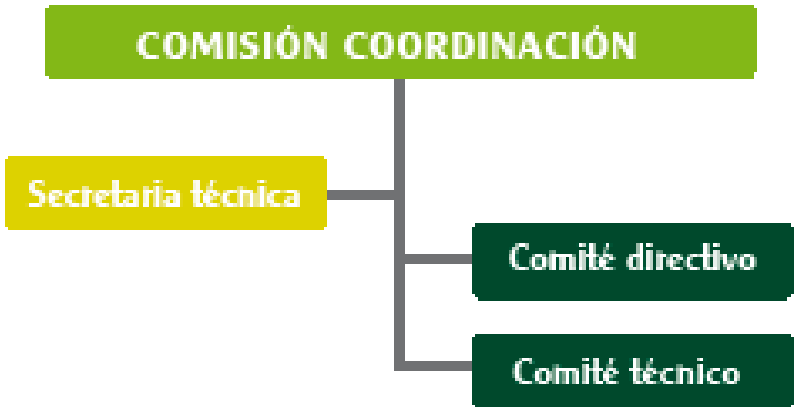 COMISIÓN COORDINACIÓN
Secretaria técnica
Comité directivo
Comité técnico